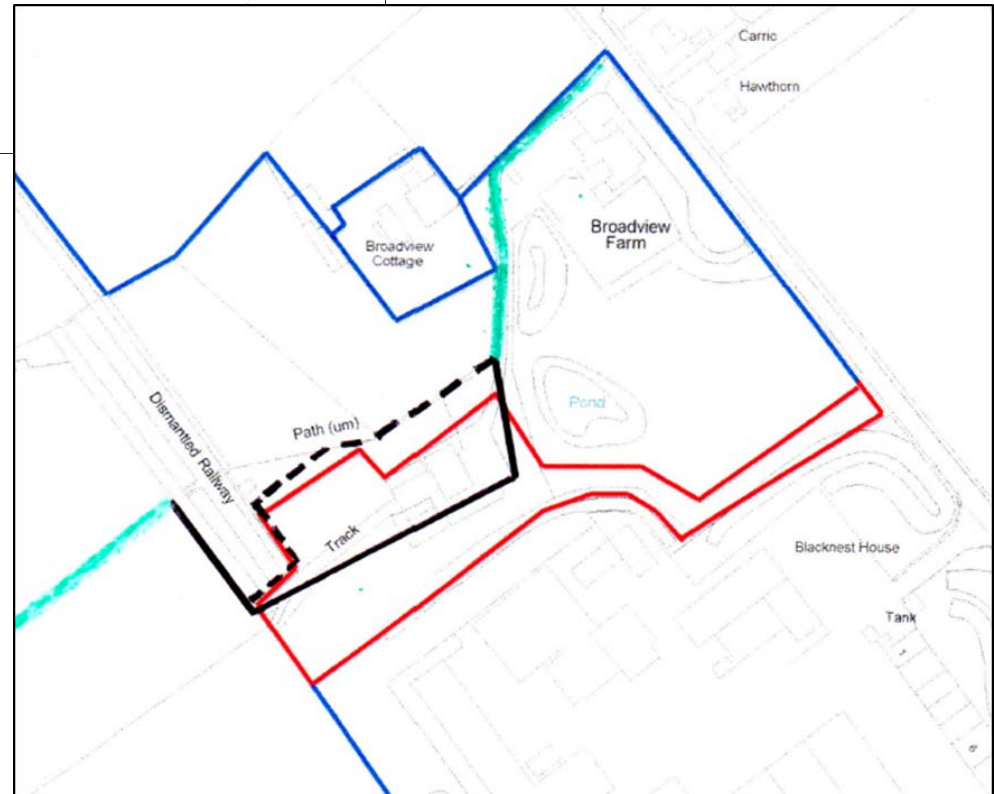 Carric
Hawthorn
Broadview
Farm
Broadview
Cottage
Pond
Path (um)
Dismantled Railway
Track
Blacknest House
Tank